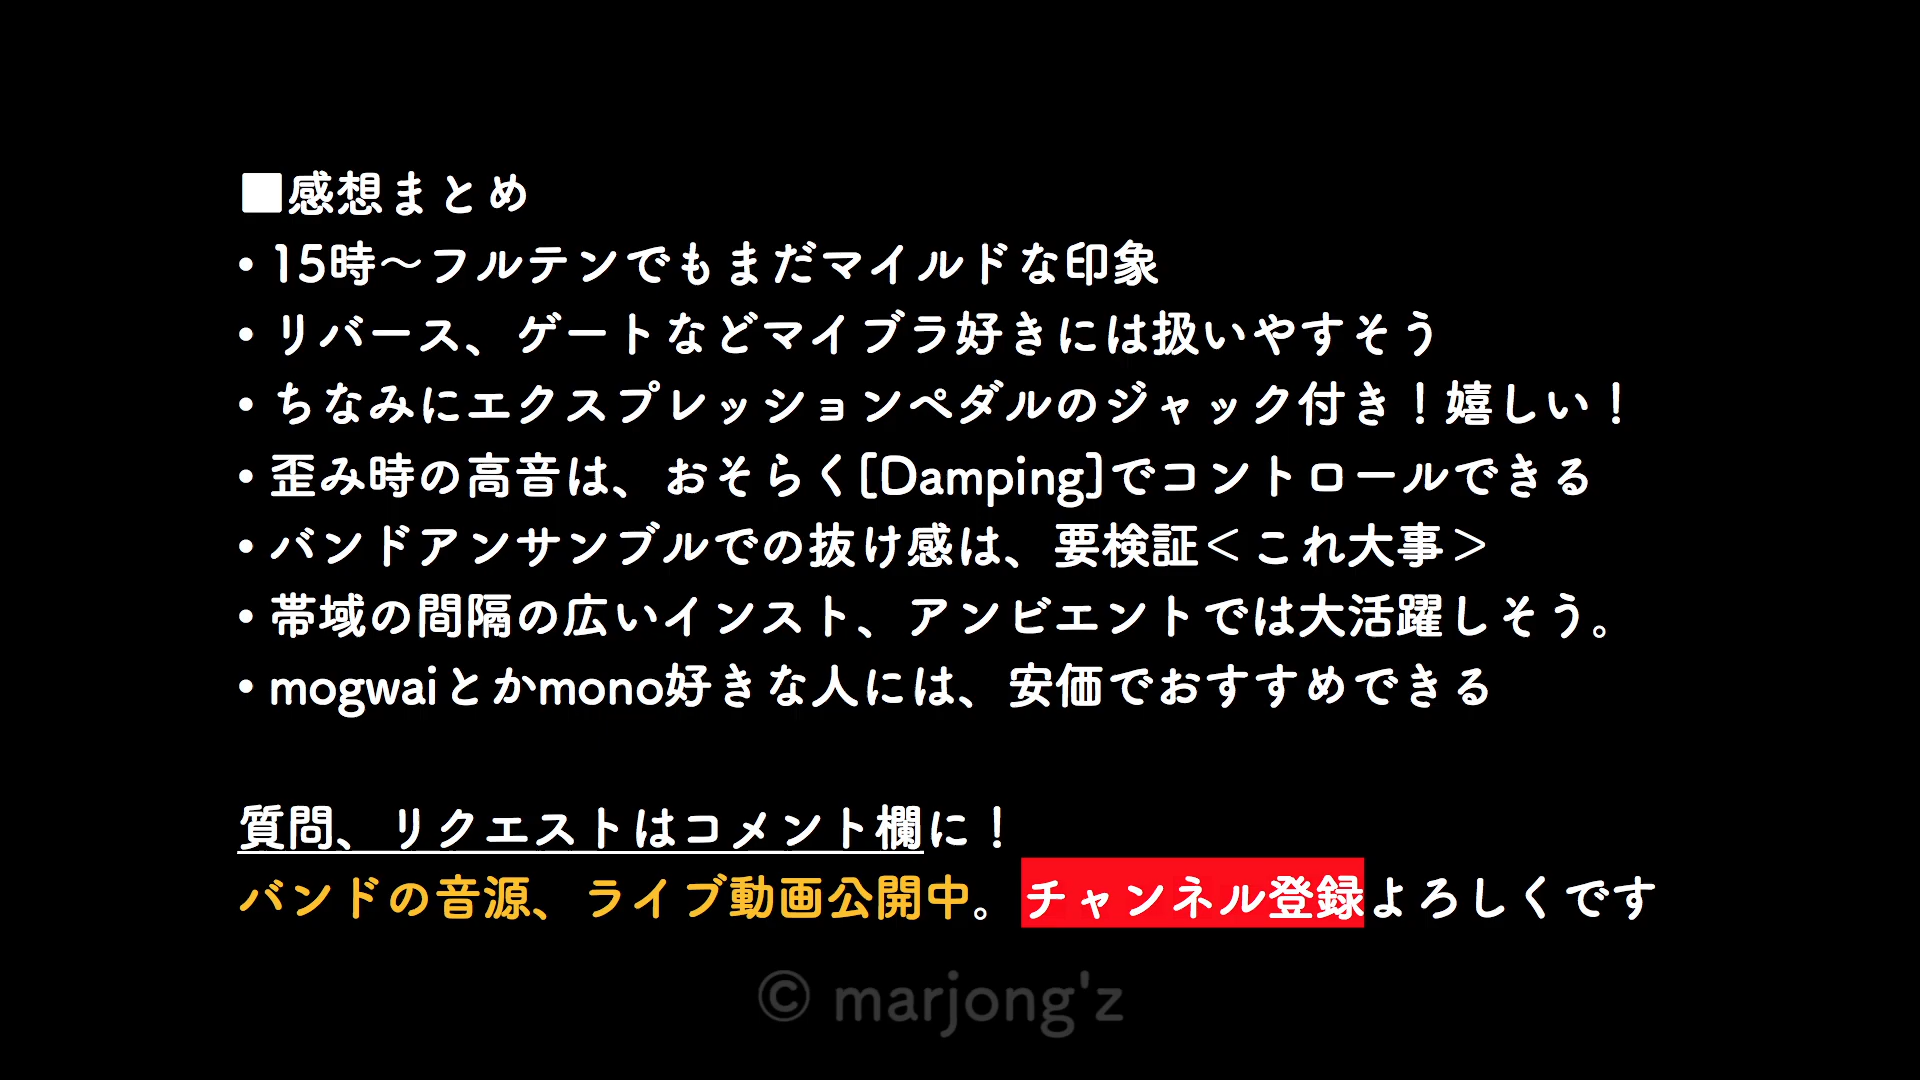 ■感想まとめ
• 15時～フルテンでもまだマイルドな印象
• リバース、ゲートなどマイブラ好きには扱いやすそう
• ちなみにエクスプレッションペダルのジャック付き！嬉しい！
• 歪み時の高音は、おそらく[Damping]でコントロールできる
• バンドアンサンブルでの抜け感は、要検証＜これ大事＞
• 帯域の間隔の広いインスト、アンビエントでは大活躍しそう。
• mogwaiとかmono好きな人には、安価でおすすめできる
質問、リクエストはコメント欄に！
バンドの音源、ライブ動画公開中。チャンネル登録よろしくです
© marjong'z